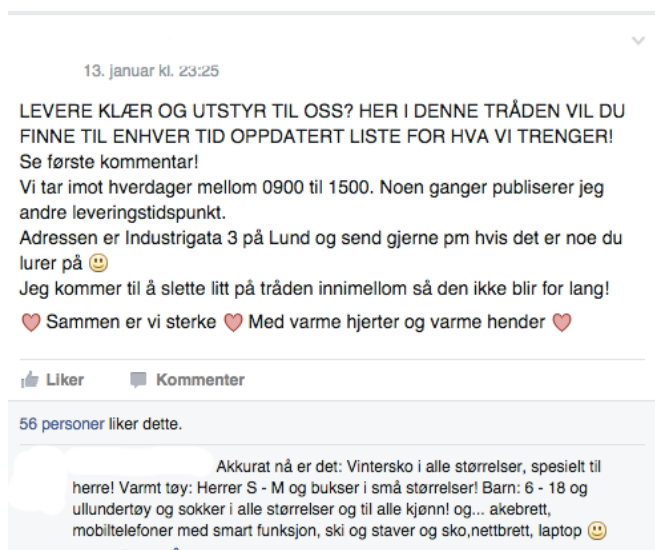 13. januar kl. 23:25
LEVERE KLÆR OG UTSTYR TIL OSS? HER I DENNE TRÅDEN VIL DU
FINNE TIL ENHVER TID OPPDATERT LISTE FOR HVA VI TRENGER!
Se første kommentar!
Vi tar imot hverdager mellom 0900 til 1500. Noen ganger publiserer jeg
andre leveringstidspunkt.
Adressen er Industrigata 3 på Lund og send gjerne pm hvis det er noe du
lurer på 🙂
Jeg kommer til å slette litt på tråden innimellom så den ikke blir for lang!
♥ Sammen er vi sterke ♥ Med varme hjerter og varme hender ♥
Liker Kommenter
56 personer liker dette.
Akkurat nå er det: Vintersko i alle størrelser, spesielt til
herre! Varmt tøy: Herrer S - M og bukser i små størrelser! Barn: 6 - 18 og
ullundertøy og sokker i alle størrelser og til alle kjønn! og... akebrett,
mobiltelefoner med smart funksjon, ski og staver og sko,nettbrett, laptop 🙂